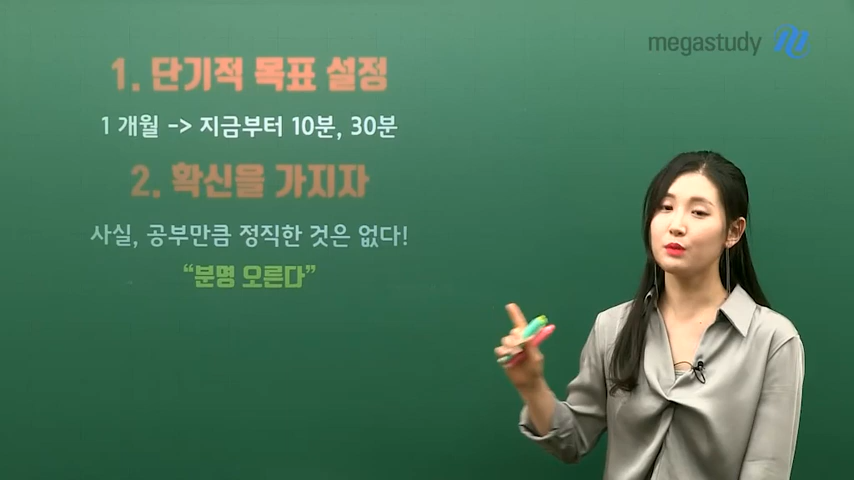 megastudy
1. 단기적 목표 설정
1개월 -> 지금부터 10분, 30분
2. 확신을 가지자
사실, 공부만큼 정직한 것은 없다!
“분명 오른다”